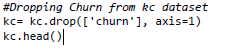 #Dropping Churn from kc dataset
kc= kc.drop(['churn'], axis=1)
kc.head()